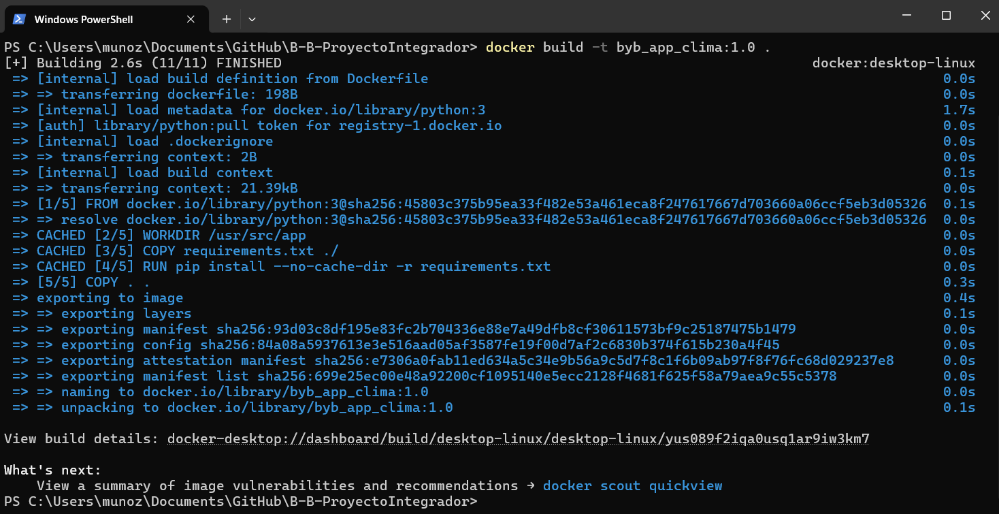 Windows PowerShell
PS C:\Users\munoz\Documents\GitHub\B-B-ProyectoIntegrador> docker build -t byb_app_clima:1.0 .
[+] Building 2.6s (11/11) FINISHED docker:desktop-linux
=> [internal] load build definition from Dockerfile 0.0s
=> => transferring dockerfile: 198B 0.0s
=> [internal] load metadata for docker.io/library/python:3 1.7s
=> [auth] library/python:pull token for registry-1.docker.io 0.0s
=> [internal] load .dockerignore 0.0s
=> => transferring context: 2B 0.0s
=> [internal] load build context 0.1s
=> => transferring context: 21.39kB 0.0s
=> [1/5] FROM docker.io/library/python:3@sha256:45803c375b95ea33f482e53a461eca8f247617667d703660a06ccf5eb3d05326 0.1s
=> => resolve docker.io/library/python:3@sha256:45803c375b95ea33f482e53a461eca8f247617667d703660a06ccf5eb3d05326 0.0s
=> CACHED [2/5] WORKDIR /usr/src/app 0.0s
=> CACHED [3/5] COPY requirements.txt ./ 0.0s
=> CACHED [4/5] RUN pip install --no-cache-dir -r requirements.txt 0.0s
=> [5/5] COPY . . 0.3s
=> exporting to image 0.4s
=> => exporting layers 0.1s
=> => exporting manifest sha256:93d03c8df195e83fc2b704336e88e7a49dfb8cf30611573bf9c25187475b1479 0.0s
=> => exporting config sha256:84a08a5937613e3e516aad05af3587fe19f00d7af2c6830b374f615b230a4f45 0.0s
=> => exporting attestation manifest sha256:e7306a0fab11ed634a5c34e9b56a9c5d7f8c1f6b09ab97f8f76fc68d029237e8 0.0s
=> => exporting manifest list sha256:699e25ec00e48a92200cf1095140e5ecc2128f4681f625f58a79aea9c55c5378 0.0s
=> => naming to docker.io/library/byb_app_clima:1.0 0.0s
=> => unpacking to docker.io/library/byb_app_clima:1.0 0.1s
View build details: docker-desktop://dashboard/build/desktop-linux/desktop-linux/yus089f2iqa0usq1ar9iw3km7
What's next:
View a summary of image vulnerabilities and recommendations → docker scout quickview
PS C:\Users\munoz\Documents\GitHub\B-B-ProyectoIntegrador>